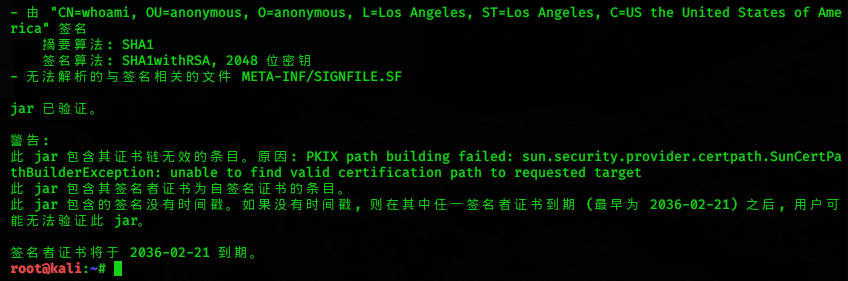 - 由 "CN=whoami, OU=anonymous, O=anonymous, L=Los Angeles, ST=Los Angeles, C=US the United States of Ame
rica" 签名
    摘要算法: SHA1
    签名算法: SHA1withRSA, 2048 位密钥
- 无法解析的与签名相关的文件 META-INF/SIGNFILE.SF

jar 已验证。

警告:
此 jar 包含其证书链无效的条目。原因: PKIX path building failed: sun.security.provider.certpath.SunCertPa
thBuilderException: unable to find valid certification path to requested target
此 jar 包含其签名者证书为自签名证书的条目。
此 jar 包含的签名没有时间戳。如果没有时间戳, 则在其中任一签名者证书到期 (最早为 2036-02-21) 之后, 用户可
能无法验证此 jar。

签名者证书将于 2036-02-21 到期。
root@kali:~#